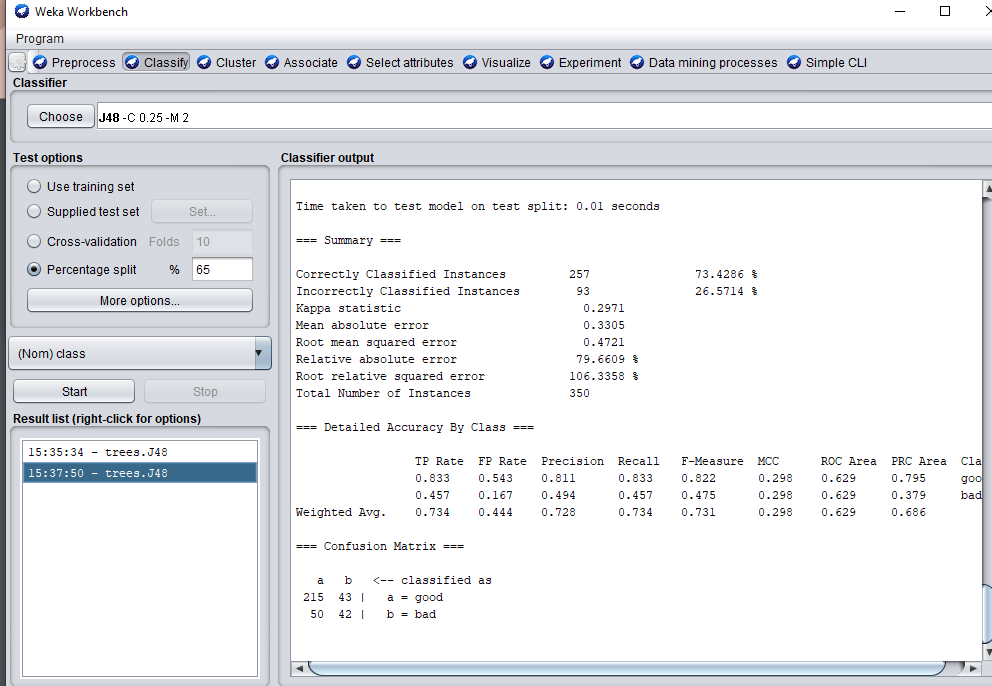 Weka Workbench
Program
Preprocess Classify Cluster Associate Select attributes Visualize Experiment Data mining processes Simple CLI
Classifier
Choose J48 -C 0.25 -M 2
Test options
Use training set
Supplied test set Set...
Cross-validation Folds 10
Percentage split % 65
More options...
(Nom) class
Start Stop
Result list (right-click for options)
15:35:34 - trees.J48
15:37:50 - trees.J48
Classifier output
Time taken to test model on test split: 0.01 seconds
=== Summary ===
Correctly Classified Instances 257 73.4286 %
Incorrectly Classified Instances 93 26.5714 %
Kappa statistic 0.2971
Mean absolute error 0.3305
Root mean squared error 0.4721
Relative absolute error 79.6609 %
Root relative squared error 106.3358 %
Total Number of Instances 350
=== Detailed Accuracy By Class ===
TP Rate FP Rate Precision Recall F-Measure MCC ROC Area PRC Area Cla
0.833 0.543 0.811 0.833 0.822 0.298 0.629 0.795 goo
0.457 0.167 0.494 0.457 0.475 0.298 0.629 0.379 bad
Weighted Avg. 0.734 0.444 0.728 0.734 0.731 0.298 0.629 0.686
=== Confusion Matrix ===
a b <-- classified as
215 43 | a = good
50 42 | b = bad